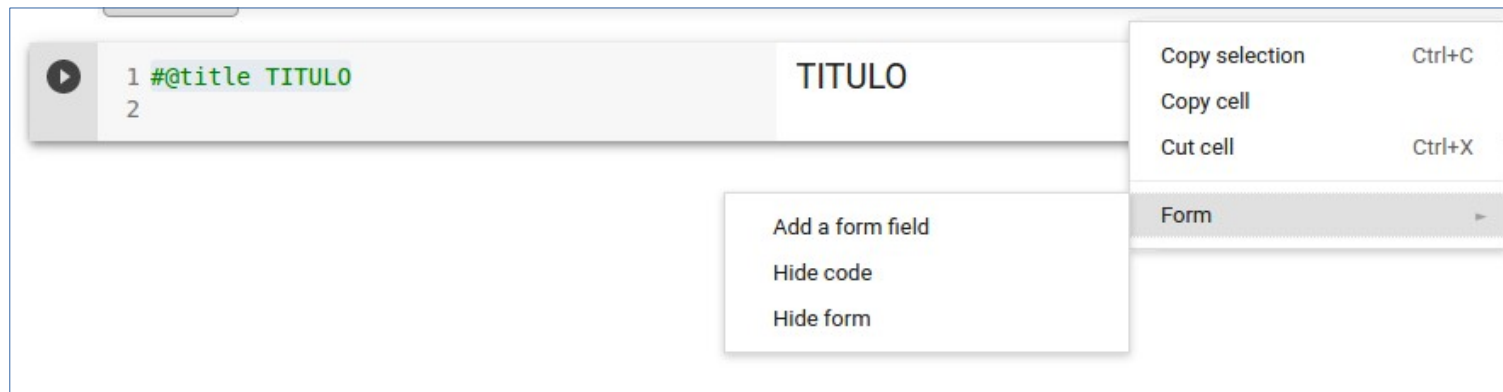 1 #@title TITULO
2
TITULO
Copy selection Ctrl+C
Copy cell
Cut cell Ctrl+X
Form
Add a form field
Hide code
Hide form